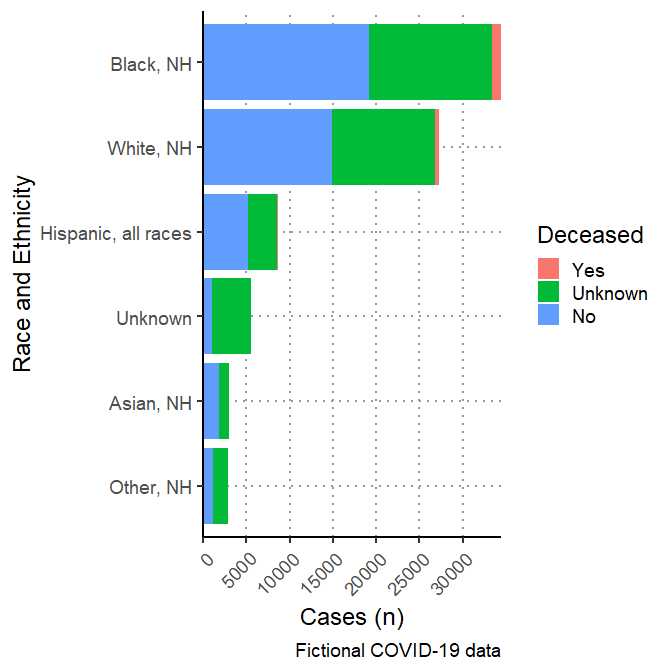 Race and Ethnicity
Black, NH
White, NH
Hispanic, all races
Unknown
Asian, NH
Other, NH
0
5000
10000
15000
20000
25000
30000
Cases (n)
Fictional COVID-19 data
Deceased
Yes
Unknown
No